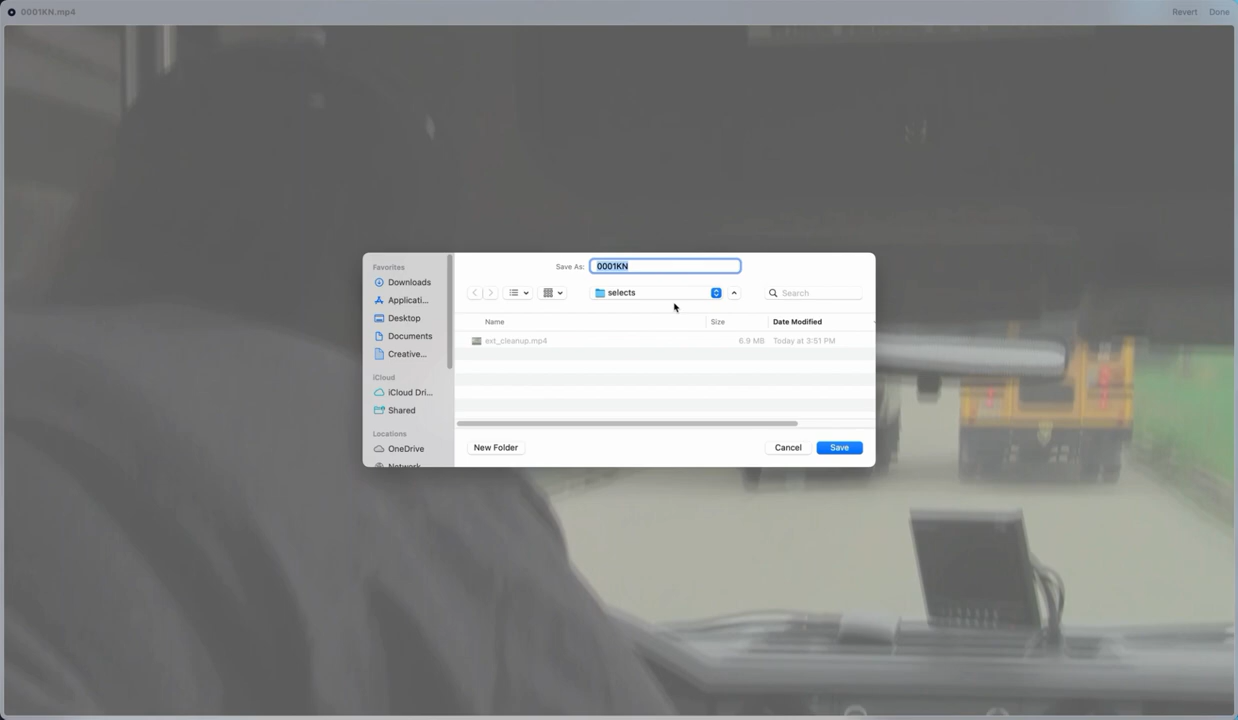 0001KN.mp4
Revert
Done
Favorites
Downloads
Applicati...
Desktop
Documents
Creative...
iCloud
iCloud Dri...
Shared
Locations
OneDrive
Network
Save As: 0001KN
selects
Search
Name Size Date Modified
ext_cleanup.mp4 6.9 MB Today at 3:51 PM
New Folder
Cancel
Save